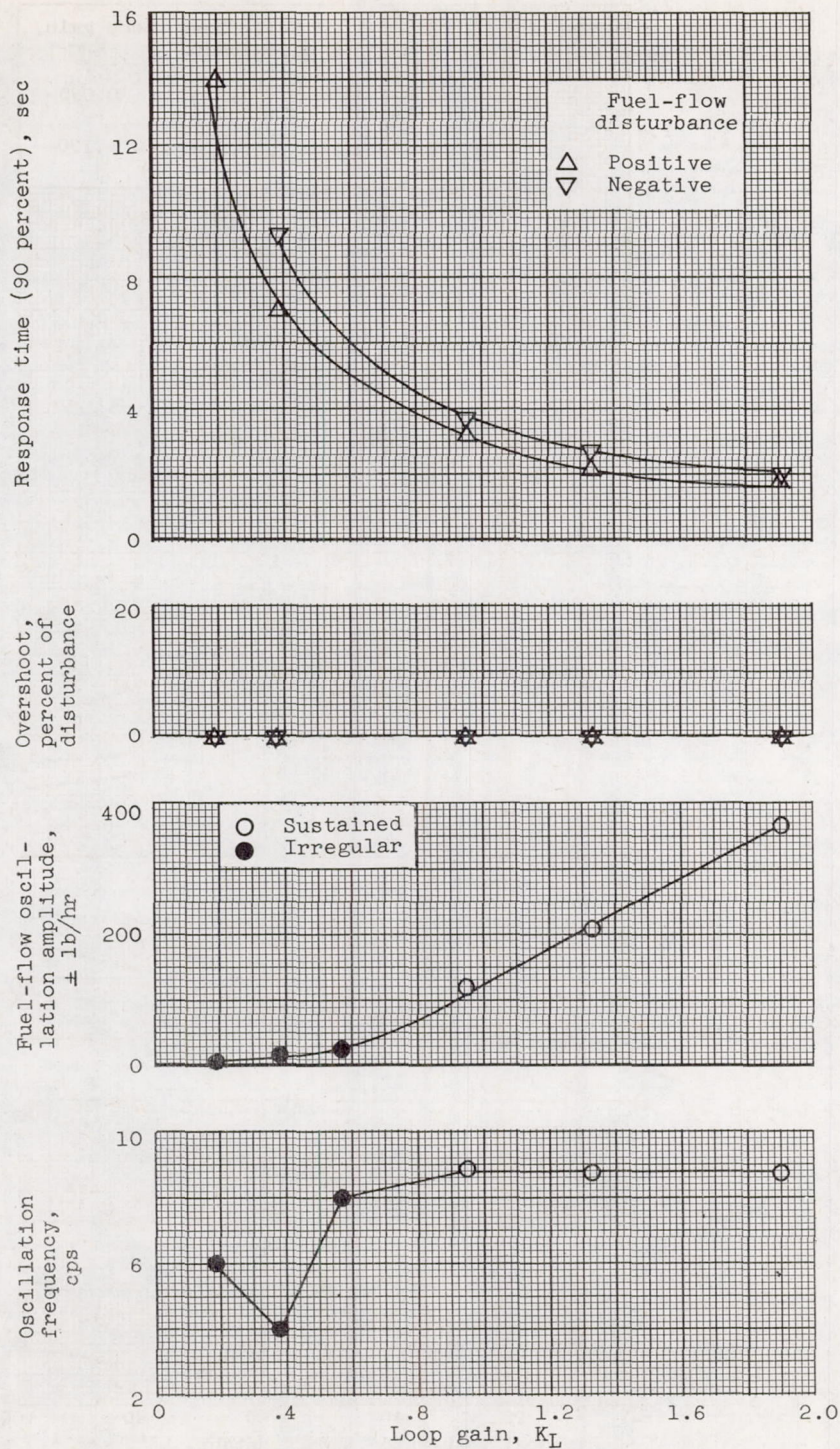 16
12
8
4
0
Response time (90 percent), sec
Fuel-flow
disturbance
△ Positive
▽ Negative
20
0
Overshoot,
percent of
disturbance
400
200
0
Fuel-flow oscil-
lation amplitude,
± lb/hr
○ Sustained
● Irregular
10
6
2
Oscillation
frequency,
cps
0 .4 .8 1.2 1.6 2.0
Loop gain, K_L